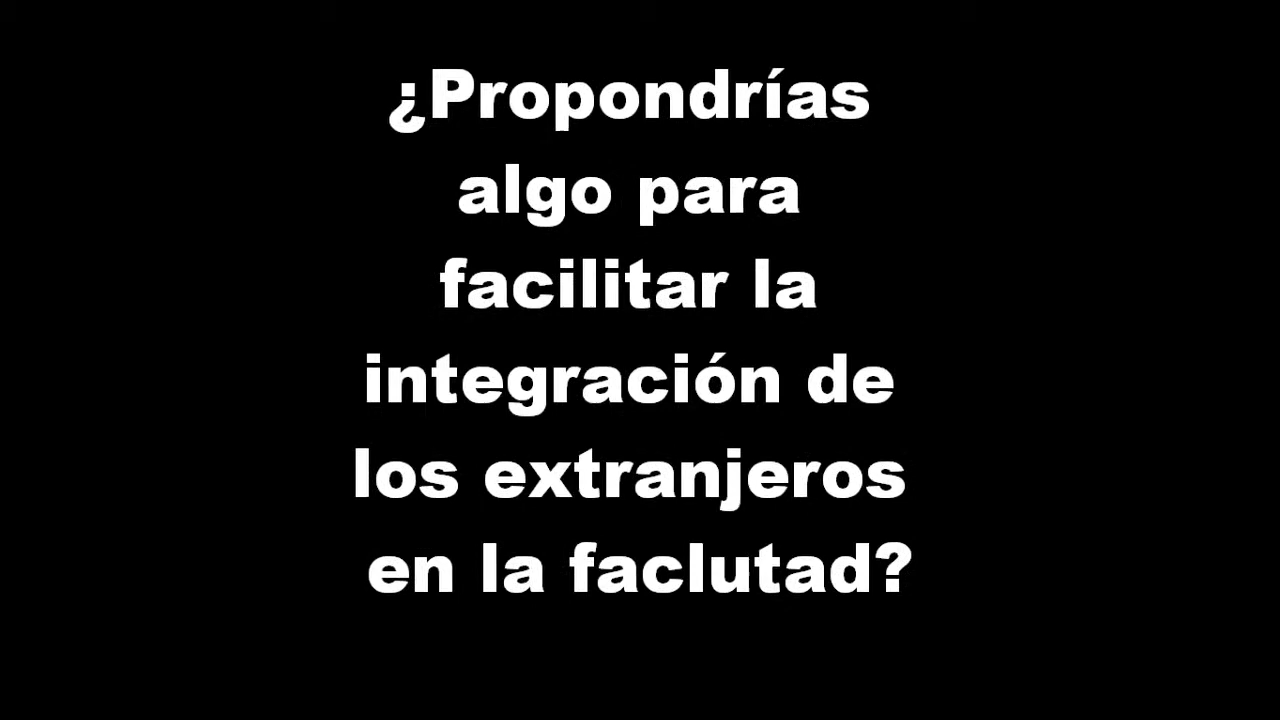 ¿Propondrías
algo para
facilitar la
integración de
los extranjeros
en la faclutad?